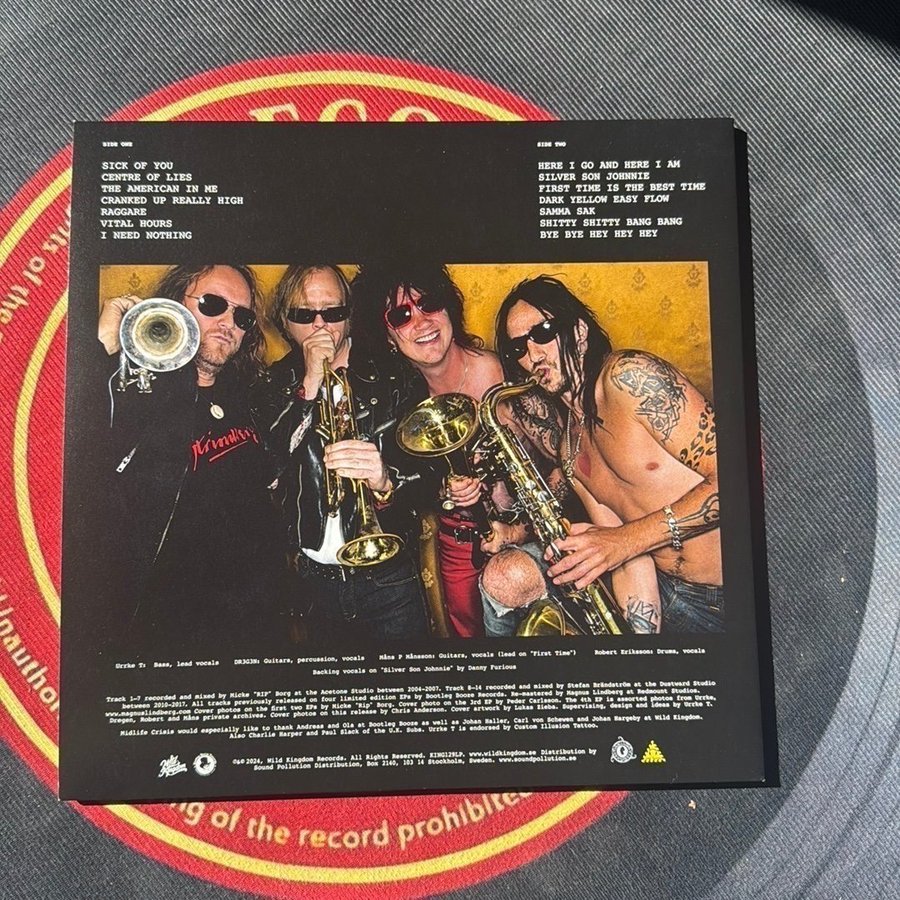 ECO
SIDE ONE
SICK OF YOU
CENTRE OF LIES
THE AMERICAN IN ME
CRANKED UP REALLY HIGH
RAGGARE
VITAL HOURS
I NEED NOTHING
SIDE TWO
HERE I GO AND HERE I AM
SILVER SON JOHNNIE
FIRST TIME IS THE BEST TIME
DARK YELLOW EASY FLOW
SAMMA SAK
SHITTY SHITTY BANG BANG
BYE BYE HEY HEY HEY
Urrke T: Bass, lead vocals DR3G3N: Guitars, percussion, vocals Måns P Månsson: Guitars, vocals (lead on "First Time") Robert Eriksson: Drums, vocals
Backing vocals on "Silver Son Johnnie" by Danny Furious
Track 1-7 recorded and mixed by Micke "RIP" Borg at the Acetone Studio between 2004-2007. Track 8-14 recorded and mixed by Stefan Brändström at the Dustward Studio
between 2010-2017. All tracks previously released on four limited edition EPs by Bootleg Booze Records. Re-mastered by Magnus Lindberg at Redmount Studios.
www.magnuslindberg.com Cover photos on first two EPs by Micke "Rip" Borg. Cover photo on the 3rd EP by Peder Carlsson. The 4th EP is assorted photos from Urrke,
Dregen, Robert and Måns private archives. Cover photos on this release by Chris Anderson. Cover artwork by Lukas Hiebs. Supervising, design and ideas by Urrke T.
Midlife Crisis would especially like to thank Andreas and Ola at Bootleg Booze as well as Johan Haller, Carl von Schewen and Johan Hargeby at Wild Kingdom.
Also Charlie Harper and Paul Slack of the U.K. Subs. Urrke T is endorsed by Custom Illusion Tattoo.
Wild Kingdom
℗&© 2024, Wild Kingdom Records. All Rights Reserved. KING129LP. www.wildkingdom.se Distribution by
Sound Pollution Distribution, Box 2140, 103 14 Stockholm, Sweden. www.soundpollution.se
hts of the
Unautho
ng of the record prohibited